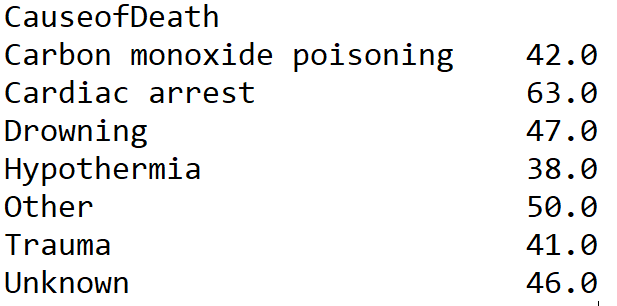 CauseofDeath
Carbon monoxide poisoning    42.0
Cardiac arrest               63.0
Drowning                     47.0
Hypothermia                  38.0
Other                        50.0
Trauma                       41.0
Unknown                      46.0